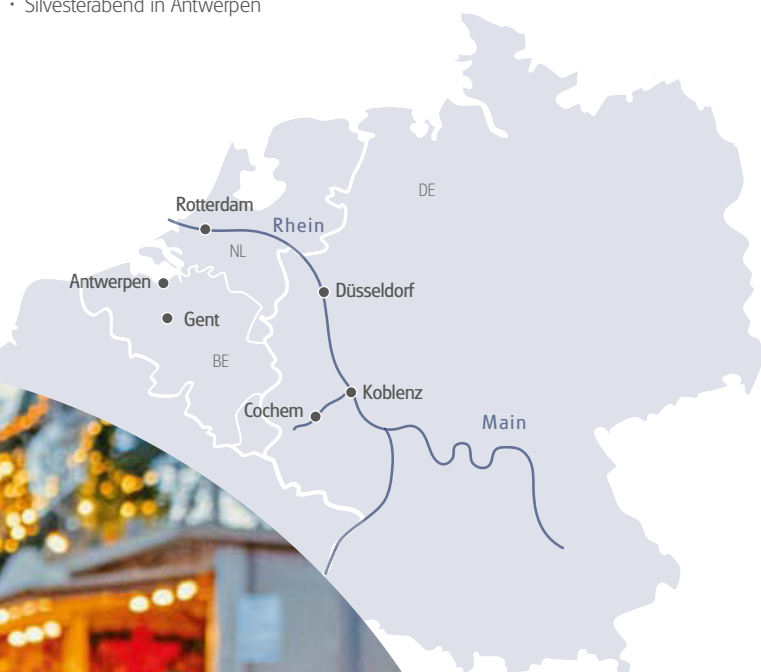 · Silvesterabend in Antwerpen
DE
Rotterdam
Rhein
NL
Antwerpen
Düsseldorf
Gent
BE
Koblenz
Cochem
Main